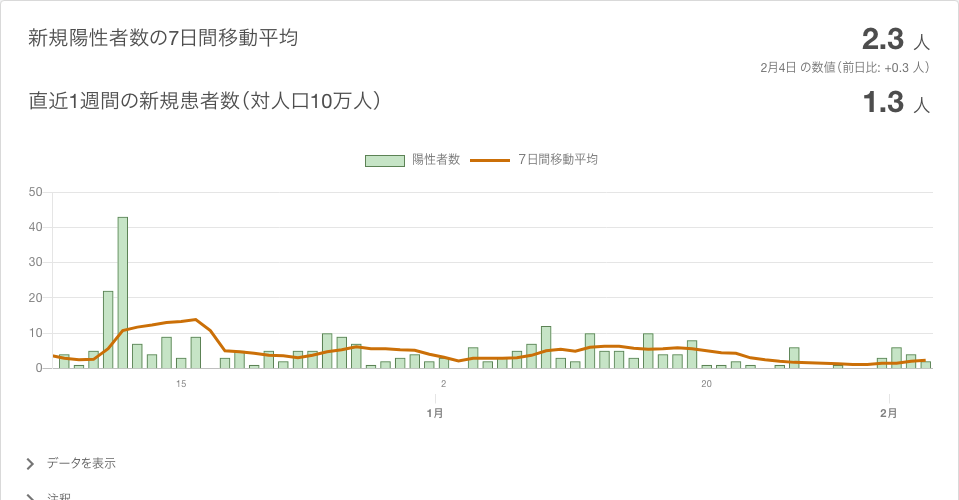 新規陽性者数の7日間移動平均
2.3 人
2月4日 の数値（前日比: +0.3 人）
直近1週間の新規患者数（対人口10万人）
1.3 人
陽性者数 7日間移動平均
50
40
30
20
10
0
15 2 20
1月 2月
データを表示
注釈